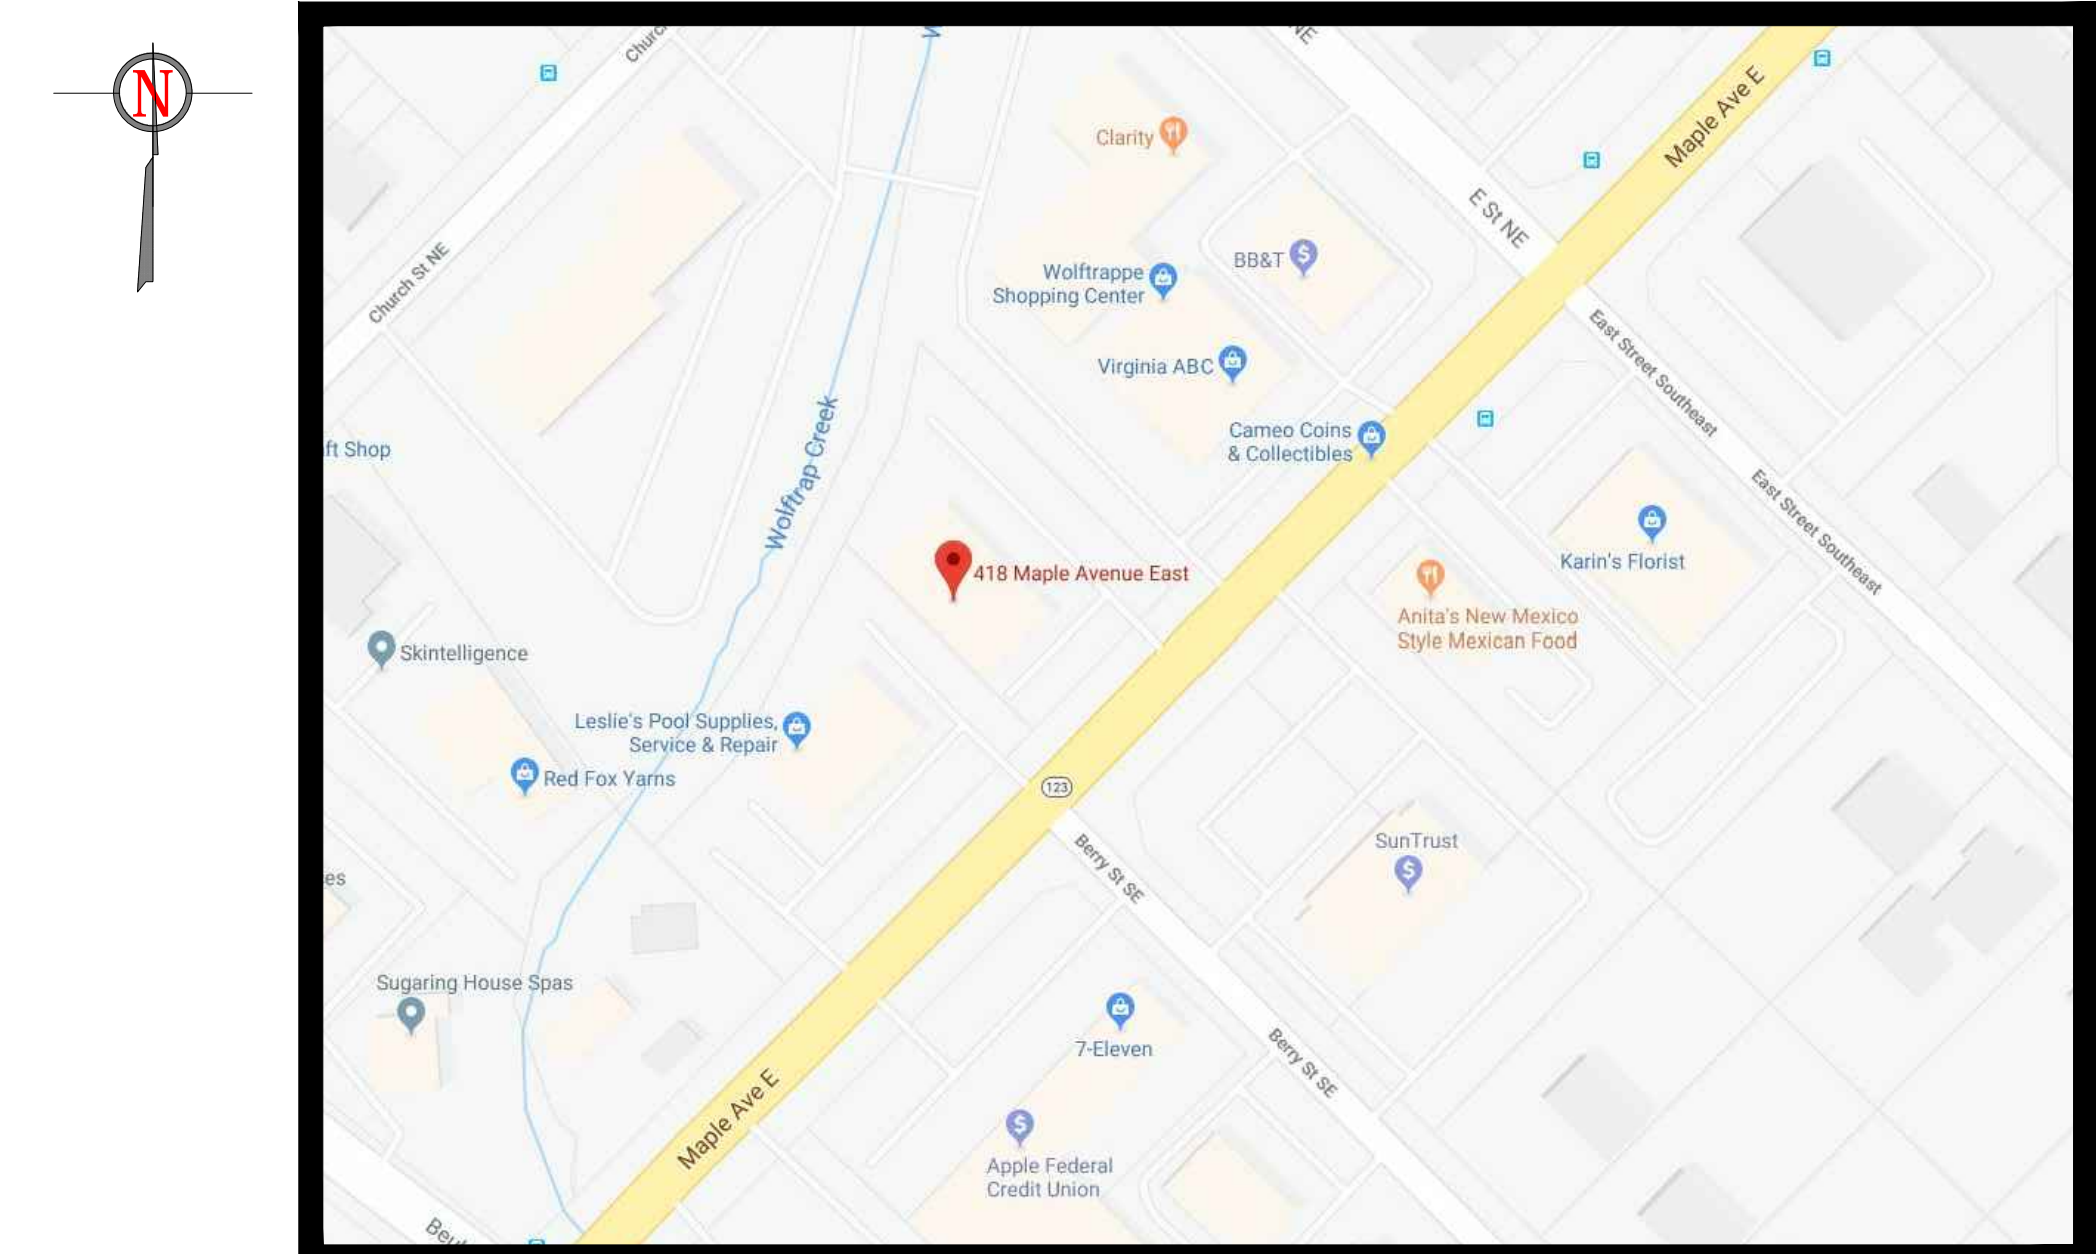 N
Church
NE
W
Maple Ave E
Clarity
E St NE
Church St NE
BB&T
Wolftrappe
Shopping Center
East Street Southeast
Virginia ABC
Wolftrap Creek
Cameo Coins
& Collectibles
ft Shop
East Street Southeast
Karin's Florist
418 Maple Avenue East
Anita's New Mexico
Style Mexican Food
Skintelligence
Leslie's Pool Supplies,
Service & Repair
Red Fox Yarns
123
SunTrust
Berry St SE
es
Sugaring House Spas
7-Eleven
Berry St SE
Maple Ave E
Apple Federal
Credit Union
Beul